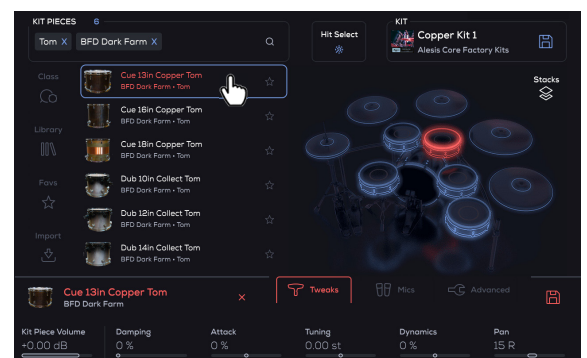 KIT PIECES 6
Tom X BFD Dark Farm X
Hit Select
KIT
Copper Kit 1
Alesis Core Factory Kits
Class
Library
Favs
Import
Cue 13in Copper Tom
BFD Dark Farm • Tom
Cue 16in Copper Tom
BFD Dark Farm • Tom
Cue 18in Copper Tom
BFD Dark Farm • Tom
Dub 10in Collect Tom
BFD Dark Farm • Tom
Dub 12in Collect Tom
BFD Dark Farm • Tom
Dub 14in Collect Tom
BFD Dark Farm • Tom
Stacks
Cue 13in Copper Tom X
BFD Dark Farm
Tweaks Mics Advanced
Kit Piece Volume Damping Attack Tuning Dynamics Pan
+0.00 dB 0 % 0 % 0.00 st 0 % 15 R